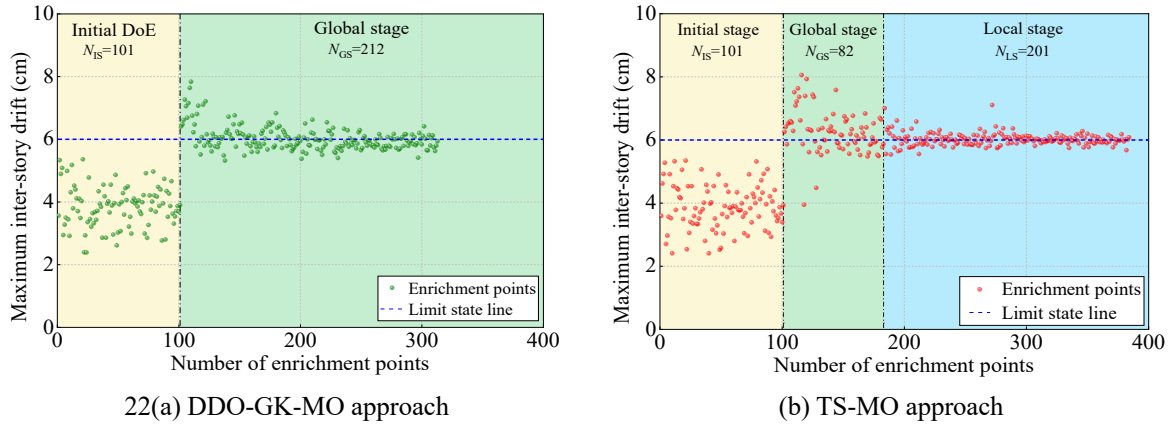 Initial DoE
N_IS=101
Global stage
N_GS=212
Maximum inter-story drift (cm)
10
8
6
4
2
0
Enrichment points
Limit state line
0 100 200 300 400
Number of enrichment points
22(a) DDO-GK-MO approach
Initial stage
N_IS=101
Global stage
N_GS=82
Local stage
N_LS=201
Maximum inter-story drift (cm)
10
8
6
4
2
0
Enrichment points
Limit state line
0 100 200 300 400
Number of enrichment points
(b) TS-MO approach